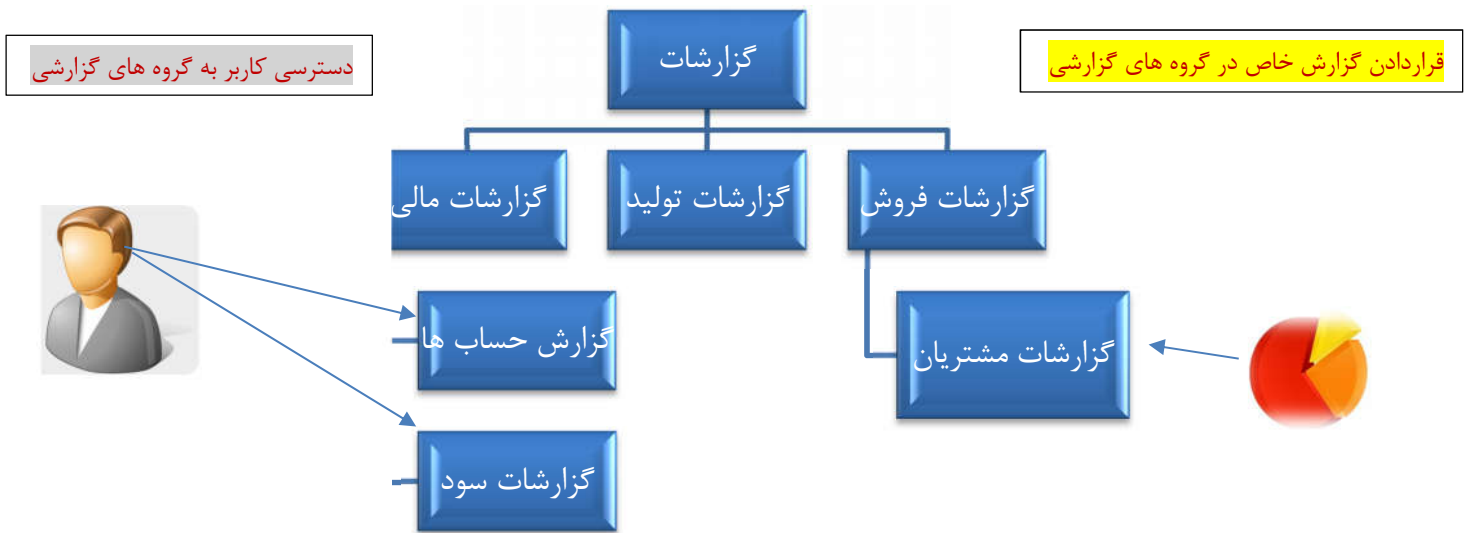 گزارشات
قراردادن گزارش خاص در گروه های گزارشی
دسترسی کاربر به گروه های گزارشی
گزارشات فروش
گزارشات تولید
گزارشات مالی
گزارشات مشتریان
گزارش حساب ها
گزارشات سود